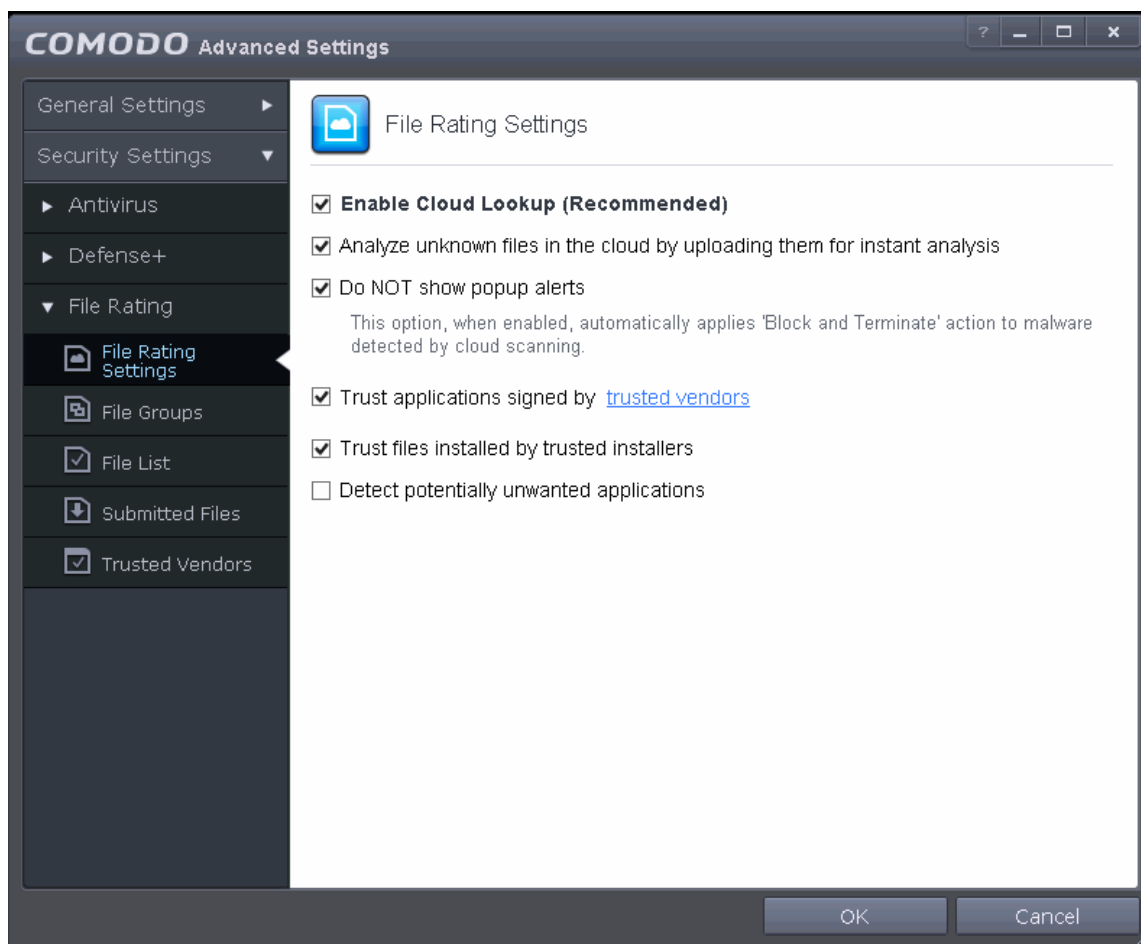 COMODO Advanced Settings
?
General Settings
Security Settings
Antivirus
Defense+
File Rating
File Rating
Settings
File Groups
File List
Submitted Files
Trusted Vendors
File Rating Settings
Enable Cloud Lookup (Recommended)
Analyze unknown files in the cloud by uploading them for instant analysis
Do NOT show popup alerts
This option, when enabled, automatically applies 'Block and Terminate' action to malware
detected by cloud scanning.
Trust applications signed by trusted vendors
Trust files installed by trusted installers
Detect potentially unwanted applications
OK
Cancel